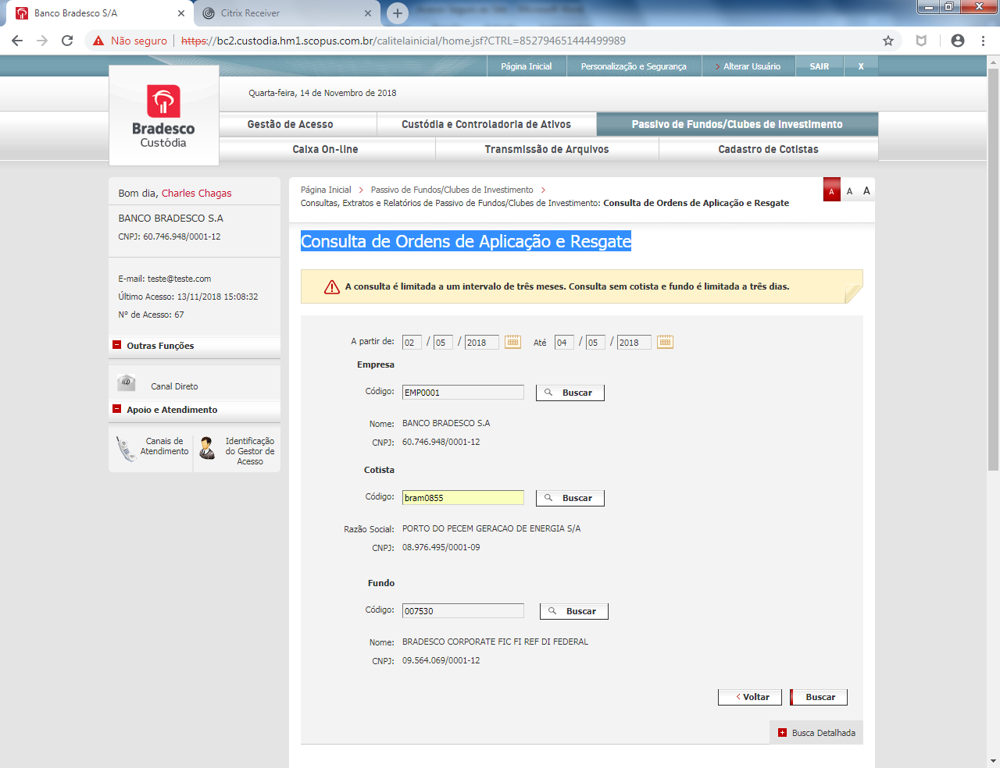 Banco Bradesco S/A
Citrix Receiver
Não seguro
https://bc2.custodia.hm1.scopus.com.br/calitelainicial/home.jsf?CTRL=852794651444499989
Página Inicial
Personalização e Segurança
Alterar Usuário
SAIR
X
Quarta-feira, 14 de Novembro de 2018
Bradesco
Custódia
Gestão de Acesso
Custódia e Controladoria de Ativos
Passivo de Fundos/Clubes de Investimento
Caixa On-line
Transmissão de Arquivos
Cadastro de Cotistas
Bom dia, Charles Chagas
BANCO BRADESCO S.A
CNPJ: 60.746.948/0001-12
E-mail: teste@teste.com
Último Acesso: 13/11/2018 15:08:32
Nº de Acesso: 67
Outras Funções
Canal Direto
Apoio e Atendimento
Canais de Atendimento
Identificação do Gestor de Acesso
Página Inicial > Passivo de Fundos/Clubes de Investimento >
Consultas, Extratos e Relatórios de Passivo de Fundos/Clubes de Investimento: Consulta de Ordens de Aplicação e Resgate
A A A
Consulta de Ordens de Aplicação e Resgate
A consulta é limitada a um intervalo de três meses. Consulta sem cotista e fundo é limitada a três dias.
A partir de: 02 / 05 / 2018 Até 04 / 05 / 2018
Empresa
Código: EMP0001 Buscar
Nome: BANCO BRADESCO S.A
CNPJ: 60.746.948/0001-12
Cotista
Código: bram0855 Buscar
Razão Social: PORTO DO PECEM GERACAO DE ENERGIA S/A
CNPJ: 08.976.495/0001-09
Fundo
Código: 007530 Buscar
Nome: BRADESCO CORPORATE FIC FI REF DI FEDERAL
CNPJ: 09.564.069/0001-12
Voltar
Buscar
Busca Detalhada